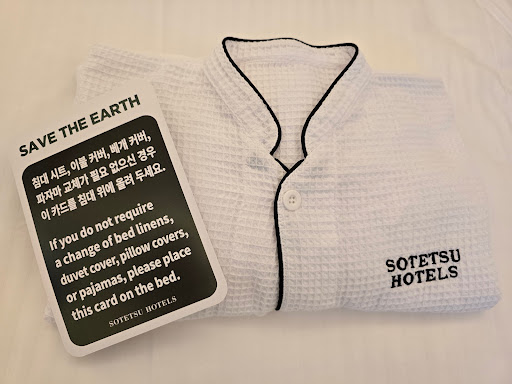 SAVE THE EARTH
침대 시트, 이불 커버, 베개 커버,
파자마 교체가 필요 없으신 경우
이 카드를 침대 위에 올려 두세요.
If you do not require
a change of bed linens,
duvet cover, pillow covers,
or pajamas, please place
this card on the bed.
SOTETSU HOTELS
SOTETSU
HOTELS